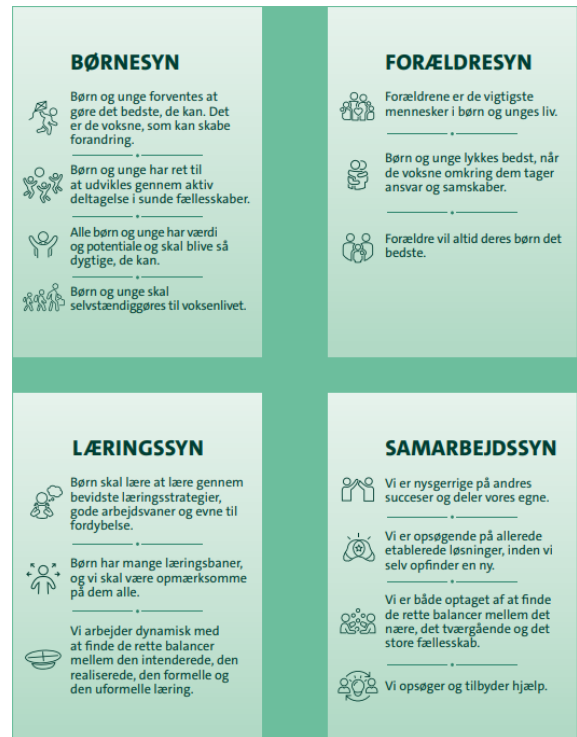 BØRNESYN
Børn og unge forventes at
gøre det bedste, de kan. Det
er de voksne, som kan skabe
forandring.
Børn og unge har ret til
at udvikles gennem aktiv
deltagelse i sunde fællesskaber.
Alle børn og unge har værdi
og potentiale og skal blive så
dygtige, de kan.
Børn og unge skal
selvstændiggøres til voksenlivet.
FORÆLDRESYN
Forældrene er de vigtigste
mennesker i børn og unges liv.
Børn og unge lykkes bedst, når
de voksne omkring dem tager
ansvar og samskaber.
Forældre vil altid deres børn det
bedste.
LÆRINGSSYN
Børn skal lære at lære gennem
bevidste læringsstrategier,
gode arbejdsvaner og evne til
fordybelse.
Børn har mange læringsbaner,
og vi skal være opmærksomme
på dem alle.
Vi arbejder dynamisk med
at finde de rette balancer
mellem den intenderede, den
realiserede, den formelle og
den uformelle læring.
SAMARBEJDSSYN
Vi er nysgerrige på andres
succeser og deler vores egne.
Vi er opsøgende på allerede
etablerede løsninger, inden vi
selv opfinder en ny.
Vi er både optaget af at finde
de rette balancer mellem det
nære, det tværgående og det
store fællesskab.
Vi opsøger og tilbyder hjælp.